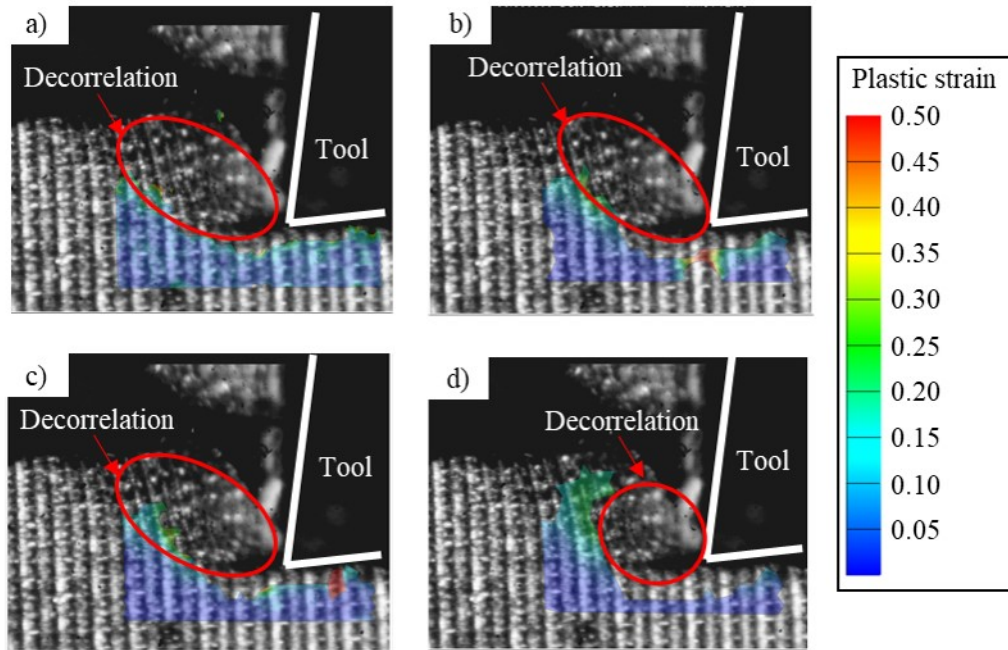 a)
Decorrelation
Tool
b)
Decorrelation
Tool
c)
Decorrelation
Tool
d)
Decorrelation
Tool
Plastic strain
0.50
0.45
0.40
0.35
0.30
0.25
0.20
0.15
0.10
0.05